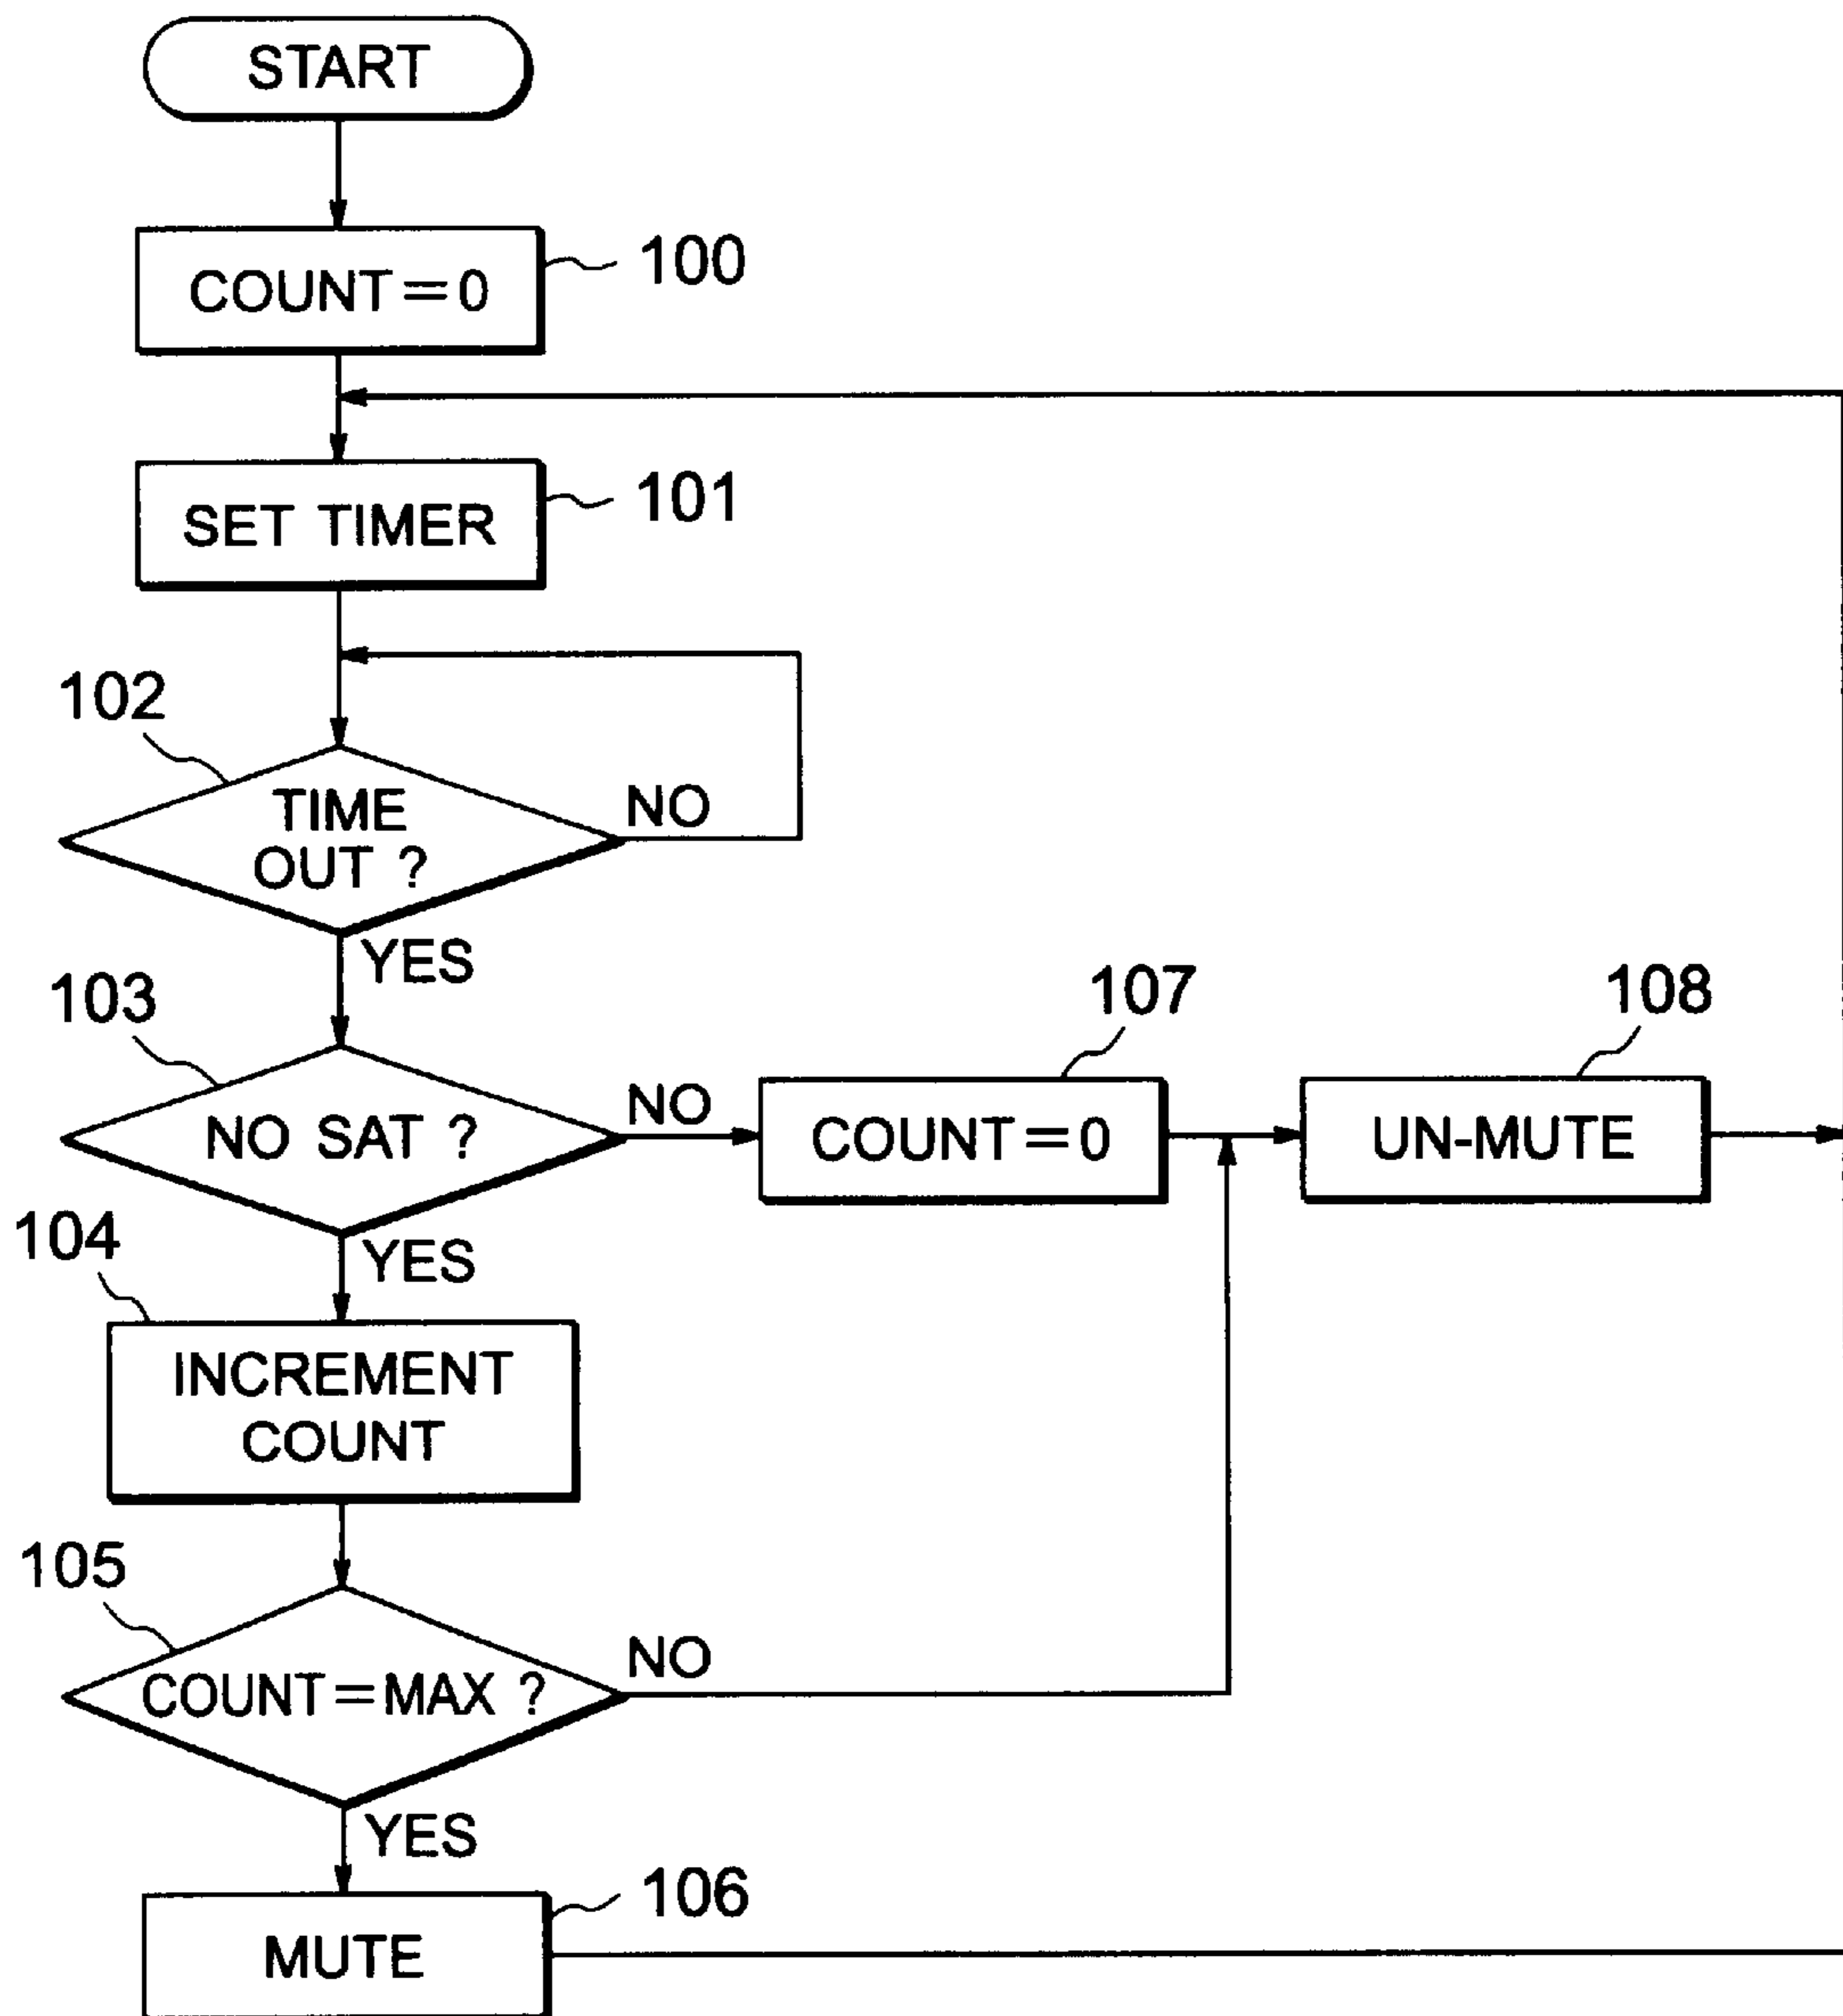 START
COUNT=0
100
SET TIMER
101
102
TIME
OUT ?
NO
YES
103
NO SAT ?
NO
107
COUNT=0
108
UN-MUTE
YES
104
INCREMENT
COUNT
105
COUNT=MAX ?
NO
YES
106
MUTE